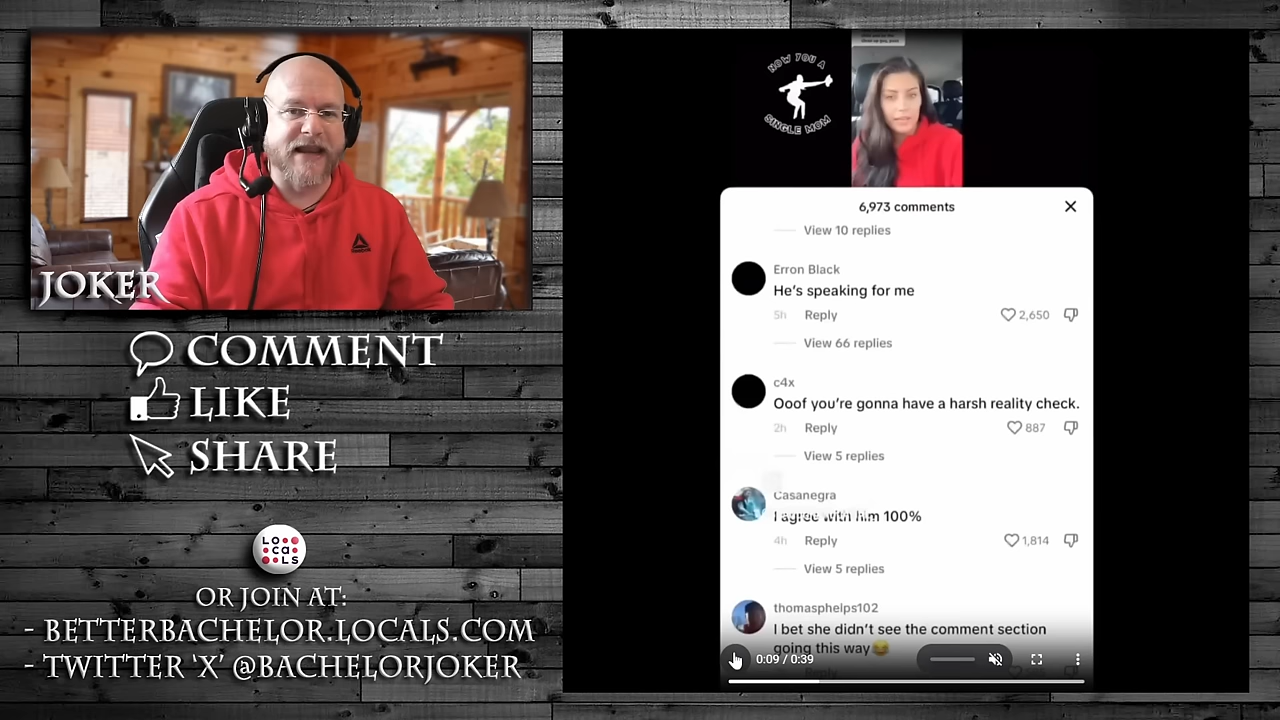 JOKER
COMMENT
LIKE
SHARE
LOCALS
OR JOIN AT:
- BETTERBACHELOR.LOCALS.COM
- TWITTER 'X' @BACHELORJOKER
NOW YOU A
SINGLE MOM
6,973 comments
View 10 replies
Erron Black
He's speaking for me
5h Reply 2,650
View 66 replies
c4x
Ooof you're gonna have a harsh reality check.
2h Reply 887
View 5 replies
Casanegra
I agree with him 100%
4h Reply 1,814
View 5 replies
thomasphelps102
I bet she didn't see the comment section
going this way😂
0:09 / 0:39